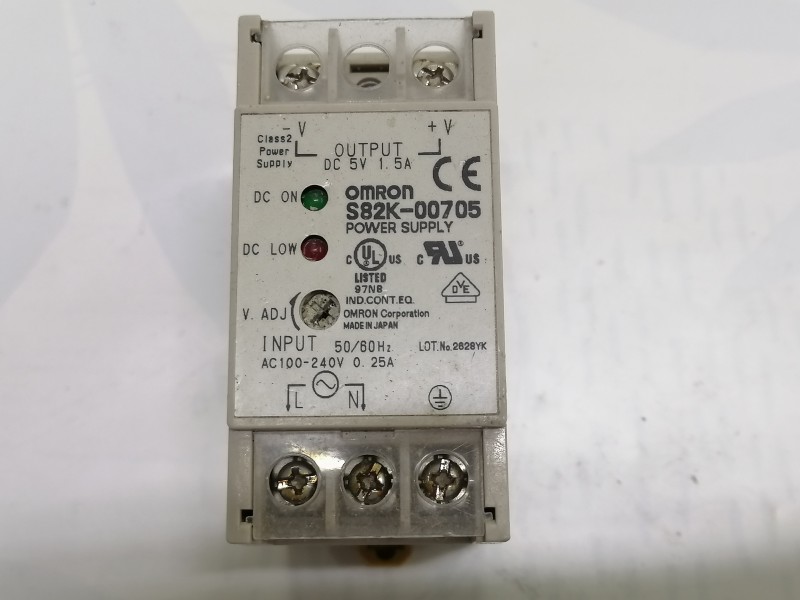 - V
+ V
Class2
Power
Supply
OUTPUT
DC 5V 1.5A
CE
DC ON
omron
S82K-00705
POWER SUPPLY
DC LOW
C UL US
LISTED
97N8
c RU® US
VDE
IND.CONT.EQ.
V. ADJ
OMRON Corporation
MADE IN JAPAN
INPUT 50/60Hz
LOT.No.2628YK
AC100-240V 0.25A
L
N